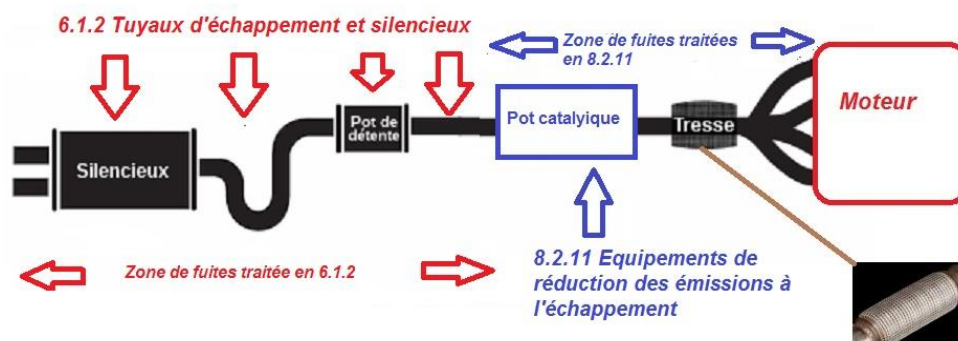 6.1.2 Tuyaux d'échappement et silencieux
Zone de fuites traitées
en 8.2.11
Moteur
Pot de
détente
Pot catalyique
Tresse
Silencieux
Zone de fuites traitée en 6.1.2
8.2.11 Equipements de
réduction des émissions à
l'échappement